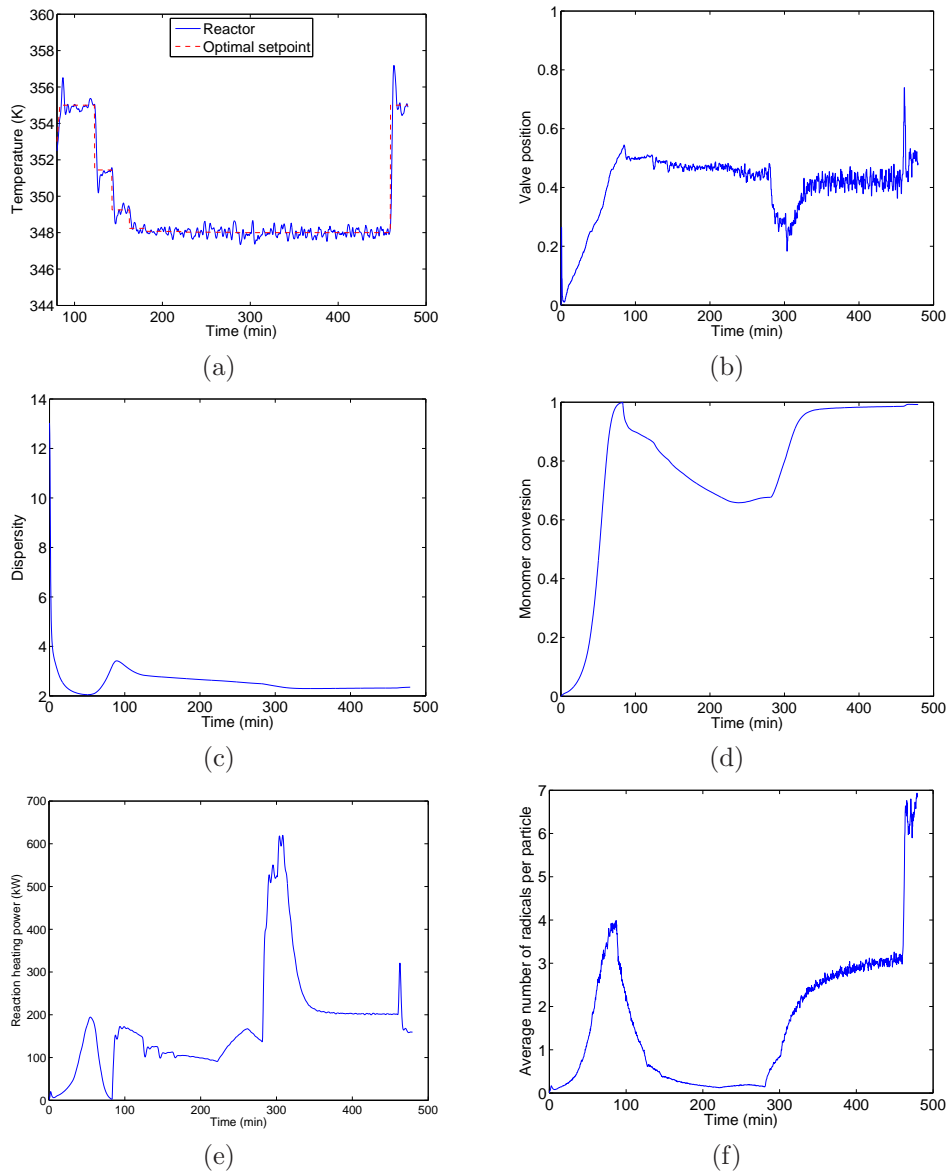 360
358
356
354
352
350
348
346
344
Temperature (K)
Reactor
Optimal setpoint
100 200 300 400 500
Time (min)
(a)
1
0.8
0.6
0.4
0.2
0
Valve position
0 100 200 300 400 500
Time (min)
(b)
14
12
10
8
6
4
2
Dispersity
0 100 200 300 400 500
Time (min)
(c)
1
0.8
0.6
0.4
0.2
0
Monomer conversion
0 100 200 300 400 500
Time (min)
(d)
700
600
500
400
300
200
100
0
Reaction heating power (kW)
0 100 200 300 400 500
Time (min)
(e)
7
6
5
4
3
2
1
0
Average number of radicals per particle
0 100 200 300 400 500
Time (min)
(f)